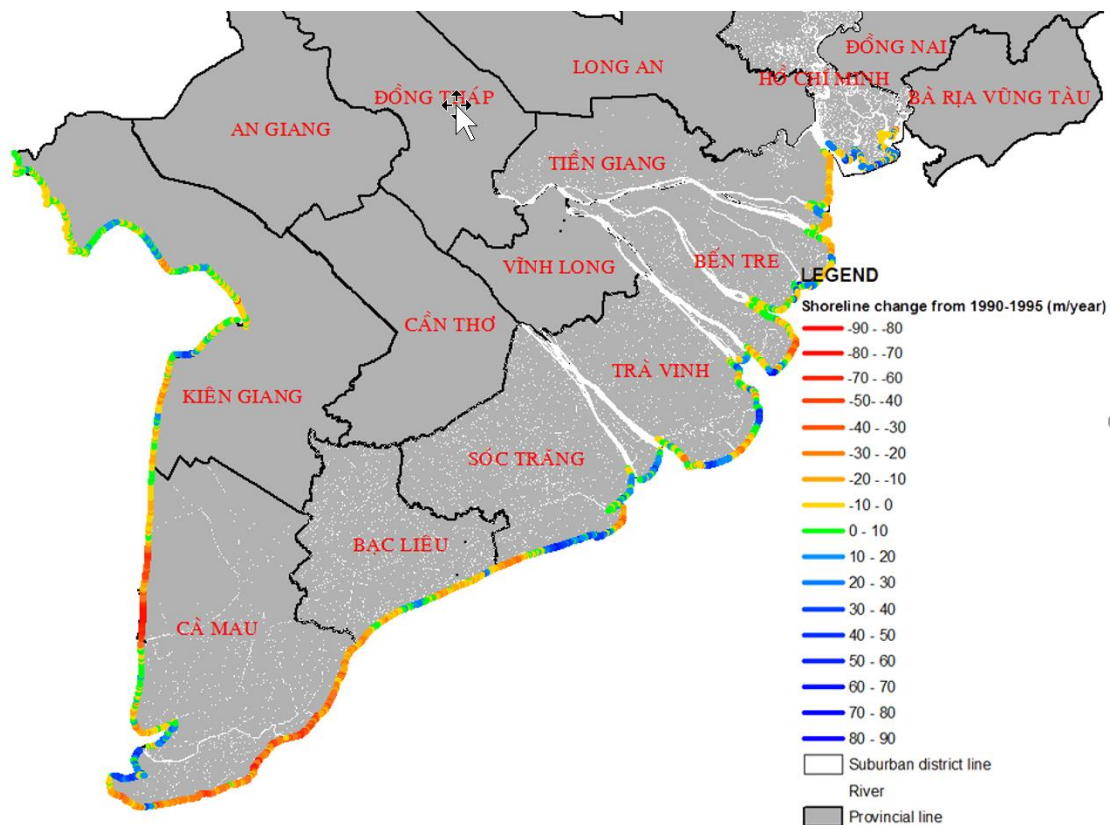 ĐỒNG NAI
LONG AN
HỒ CHÍ MINH
BÀ RỊA VŨNG TÀU
ĐỒNG THÁP
AN GIANG
TIỀN GIANG
BẾN TRE
VĨNH LONG
CẦN THƠ
TRÀ VINH
KIÊN GIANG
SÓC TRĂNG
BẠC LIÊU
CÀ MAU
LEGEND
Shoreline change from 1990-1995 (m/year)
-90 - -80
-80 - -70
-70 - -60
-50 - -40
-40 - -30
-30 - -20
-20 - -10
-10 - 0
0 - 10
10 - 20
20 - 30
30 - 40
40 - 50
50 - 60
60 - 70
70 - 80
80 - 90
Suburban district line
River
Provincial line